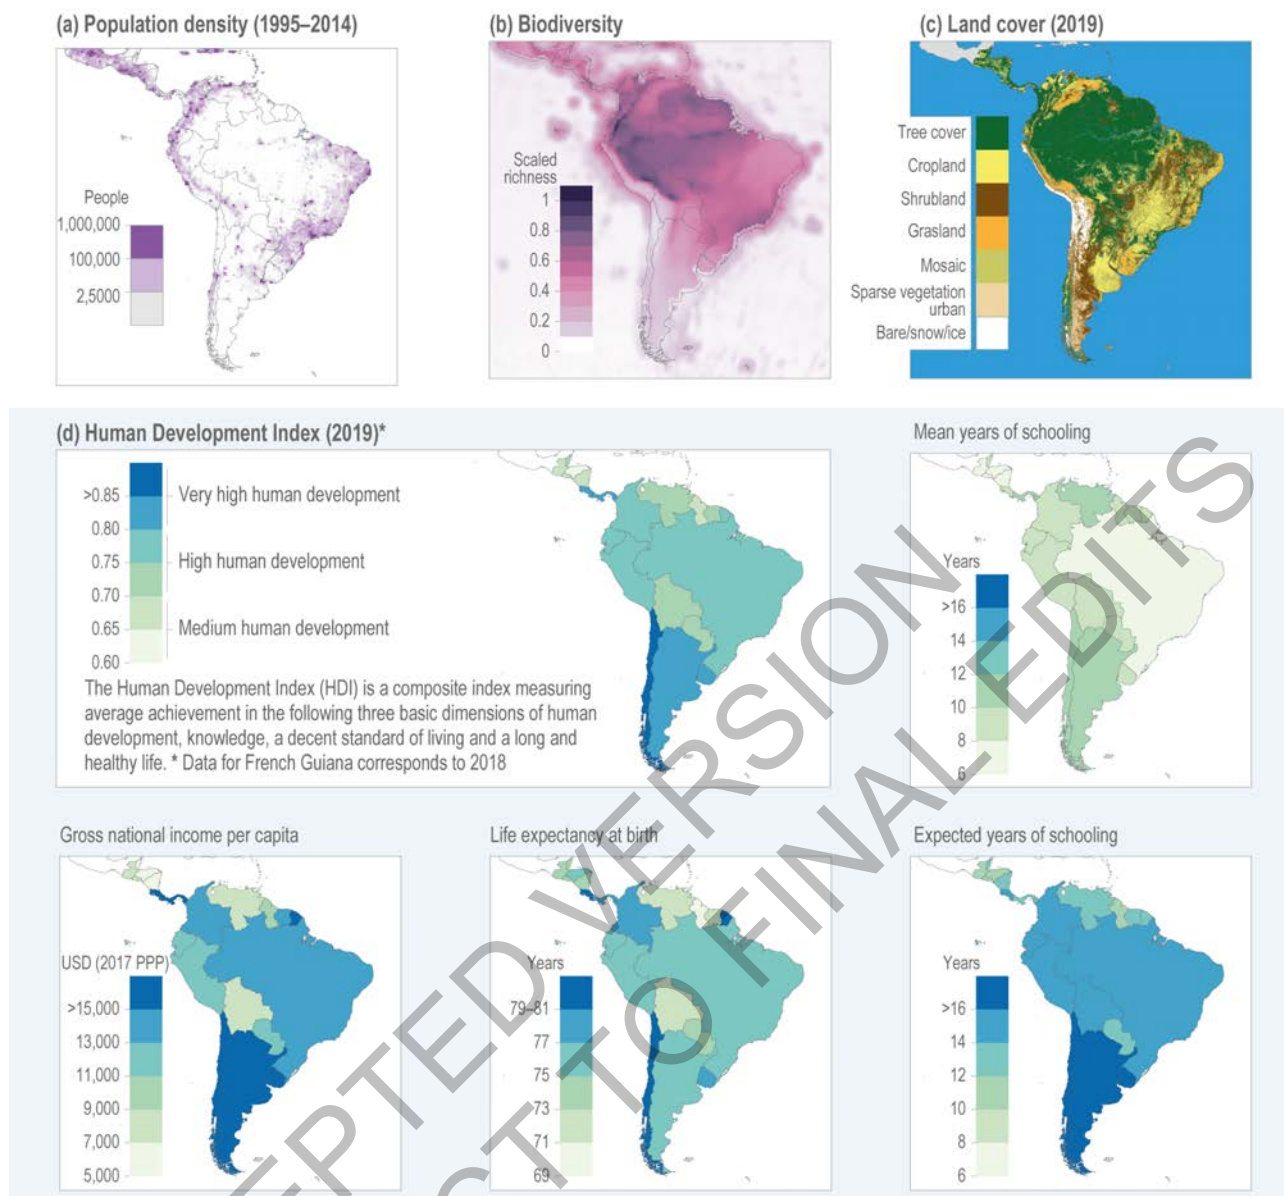 (a) Population density (1995–2014)
People
1,000,000
100,000
2,5000
(b) Biodiversity
Scaled
richness
1
0.8
0.6
0.4
0.2
0
(c) Land cover (2019)
Tree cover
Cropland
Shrubland
Grasland
Mosaic
Sparse vegetation
urban
Bare/snow/ice
(d) Human Development Index (2019)*
>0.85
Very high human development
0.80
0.75
High human development
0.70
0.65
Medium human development
0.60
The Human Development Index (HDI) is a composite index measuring
average achievement in the following three basic dimensions of human
development, knowledge, a decent standard of living and a long and
healthy life. * Data for French Guiana corresponds to 2018
Mean years of schooling
Years
>16
14
12
10
8
6
Gross national income per capita
USD (2017 PPP)
>15,000
13,000
11,000
9,000
7,000
5,000
Life expectancy at birth
Years
79–81
77
75
73
71
69
Expected years of schooling
Years
>16
14
12
10
8
6
EPTED VERSION
CT TO FINAL EDITS